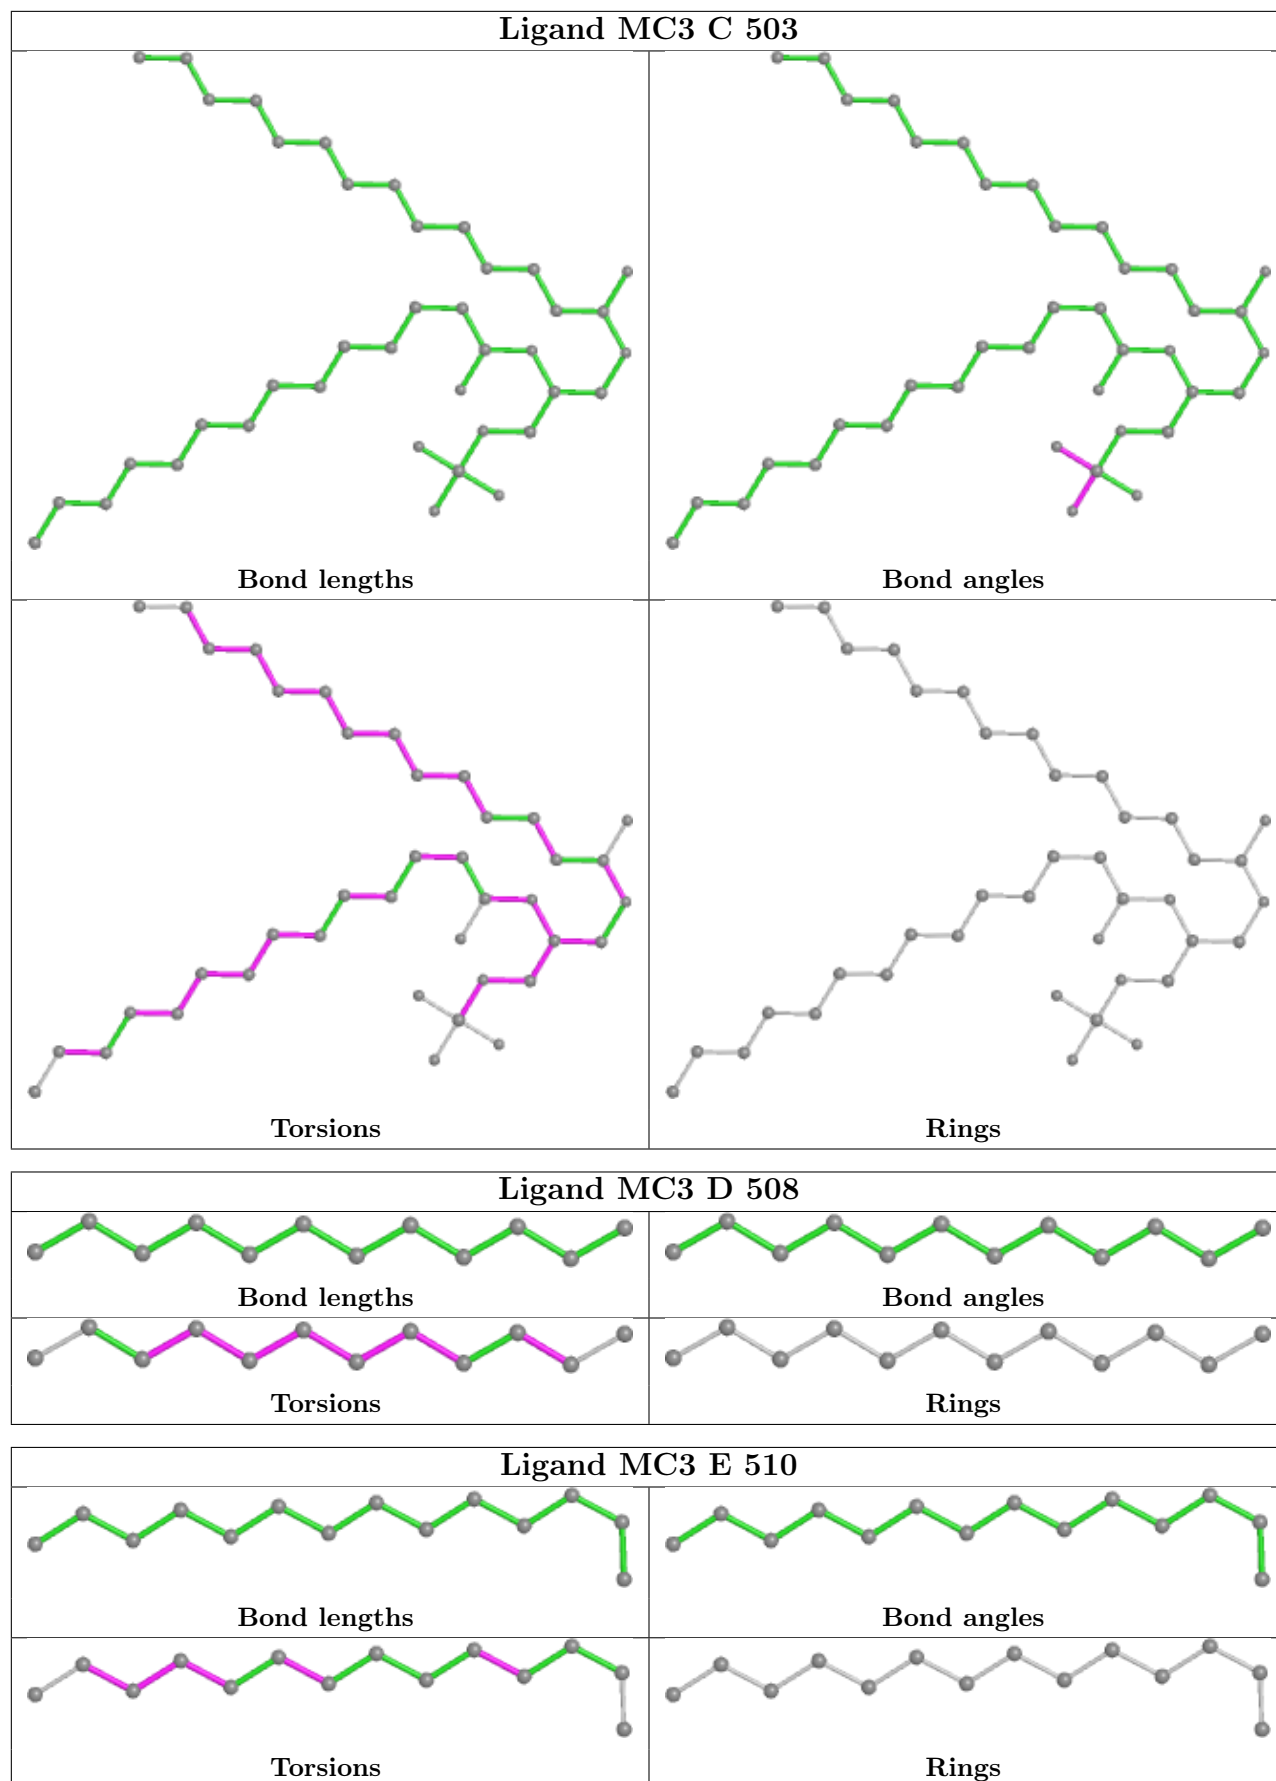 Ligand MC3 C 503
Bond lengths
Bond angles
Torsions
Rings
Ligand MC3 D 508
Bond lengths
Bond angles
Torsions
Rings
Ligand MC3 E 510
Bond lengths
Bond angles
Torsions
Rings